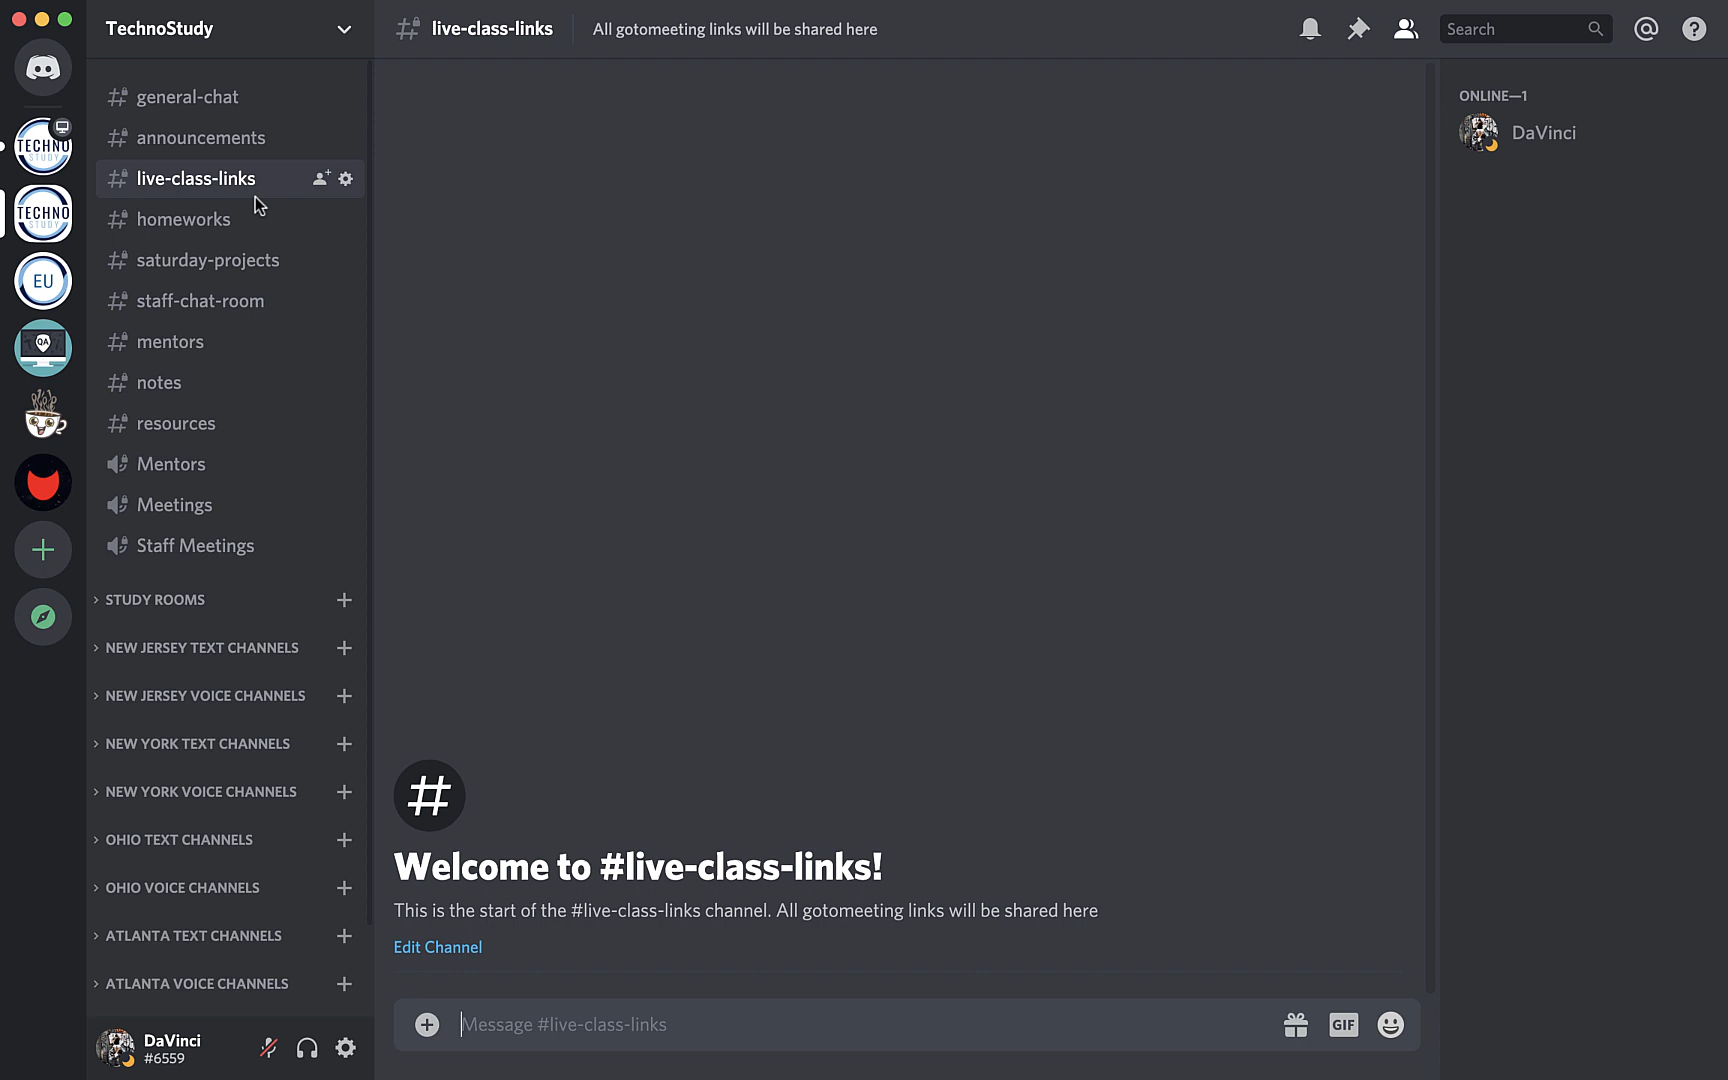 TechnoStudy
live-class-links
All gotomeeting links will be shared here
Search
general-chat
announcements
live-class-links
homeworks
saturday-projects
staff-chat-room
mentors
notes
resources
Mentors
Meetings
Staff Meetings
STUDY ROOMS
NEW JERSEY TEXT CHANNELS
NEW JERSEY VOICE CHANNELS
NEW YORK TEXT CHANNELS
NEW YORK VOICE CHANNELS
OHIO TEXT CHANNELS
OHIO VOICE CHANNELS
ATLANTA TEXT CHANNELS
ATLANTA VOICE CHANNELS
TECHNO
STUDY
TECHNO
STUDY
EU
QA
DaVinci
#6559
Welcome to #live-class-links!
This is the start of the #live-class-links channel. All gotomeeting links will be shared here
Edit Channel
Message #live-class-links
GIF
ONLINE—1
DaVinci